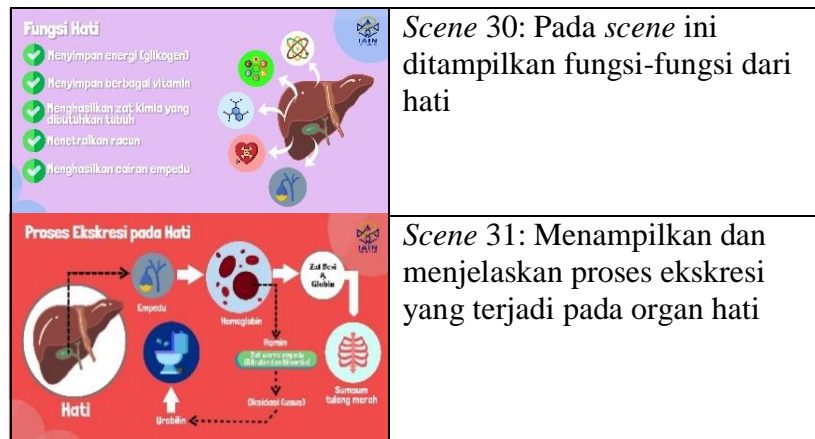 Fungsi Hati
Menyimpan energi (glikogen)
Menyimpan berbagai vitamin
Menghasilkan zat kimia yang
dibutuhkan tubuh
Menetralkan racun
Menghasilkan cairan empedu
IAIN
Scene 30: Pada scene ini
ditampilkan fungsi-fungsi dari
hati
Proses Ekskresi pada Hati
IAIN
Empedu
Hemoglobin
Zat Besi
&
Globin
Hati
Hemin
Zat warna empedu
Oksidasi (usus)
Urobilin
Sumsum
tulang merah
Scene 31: Menampilkan dan
menjelaskan proses ekskresi
yang terjadi pada organ hati